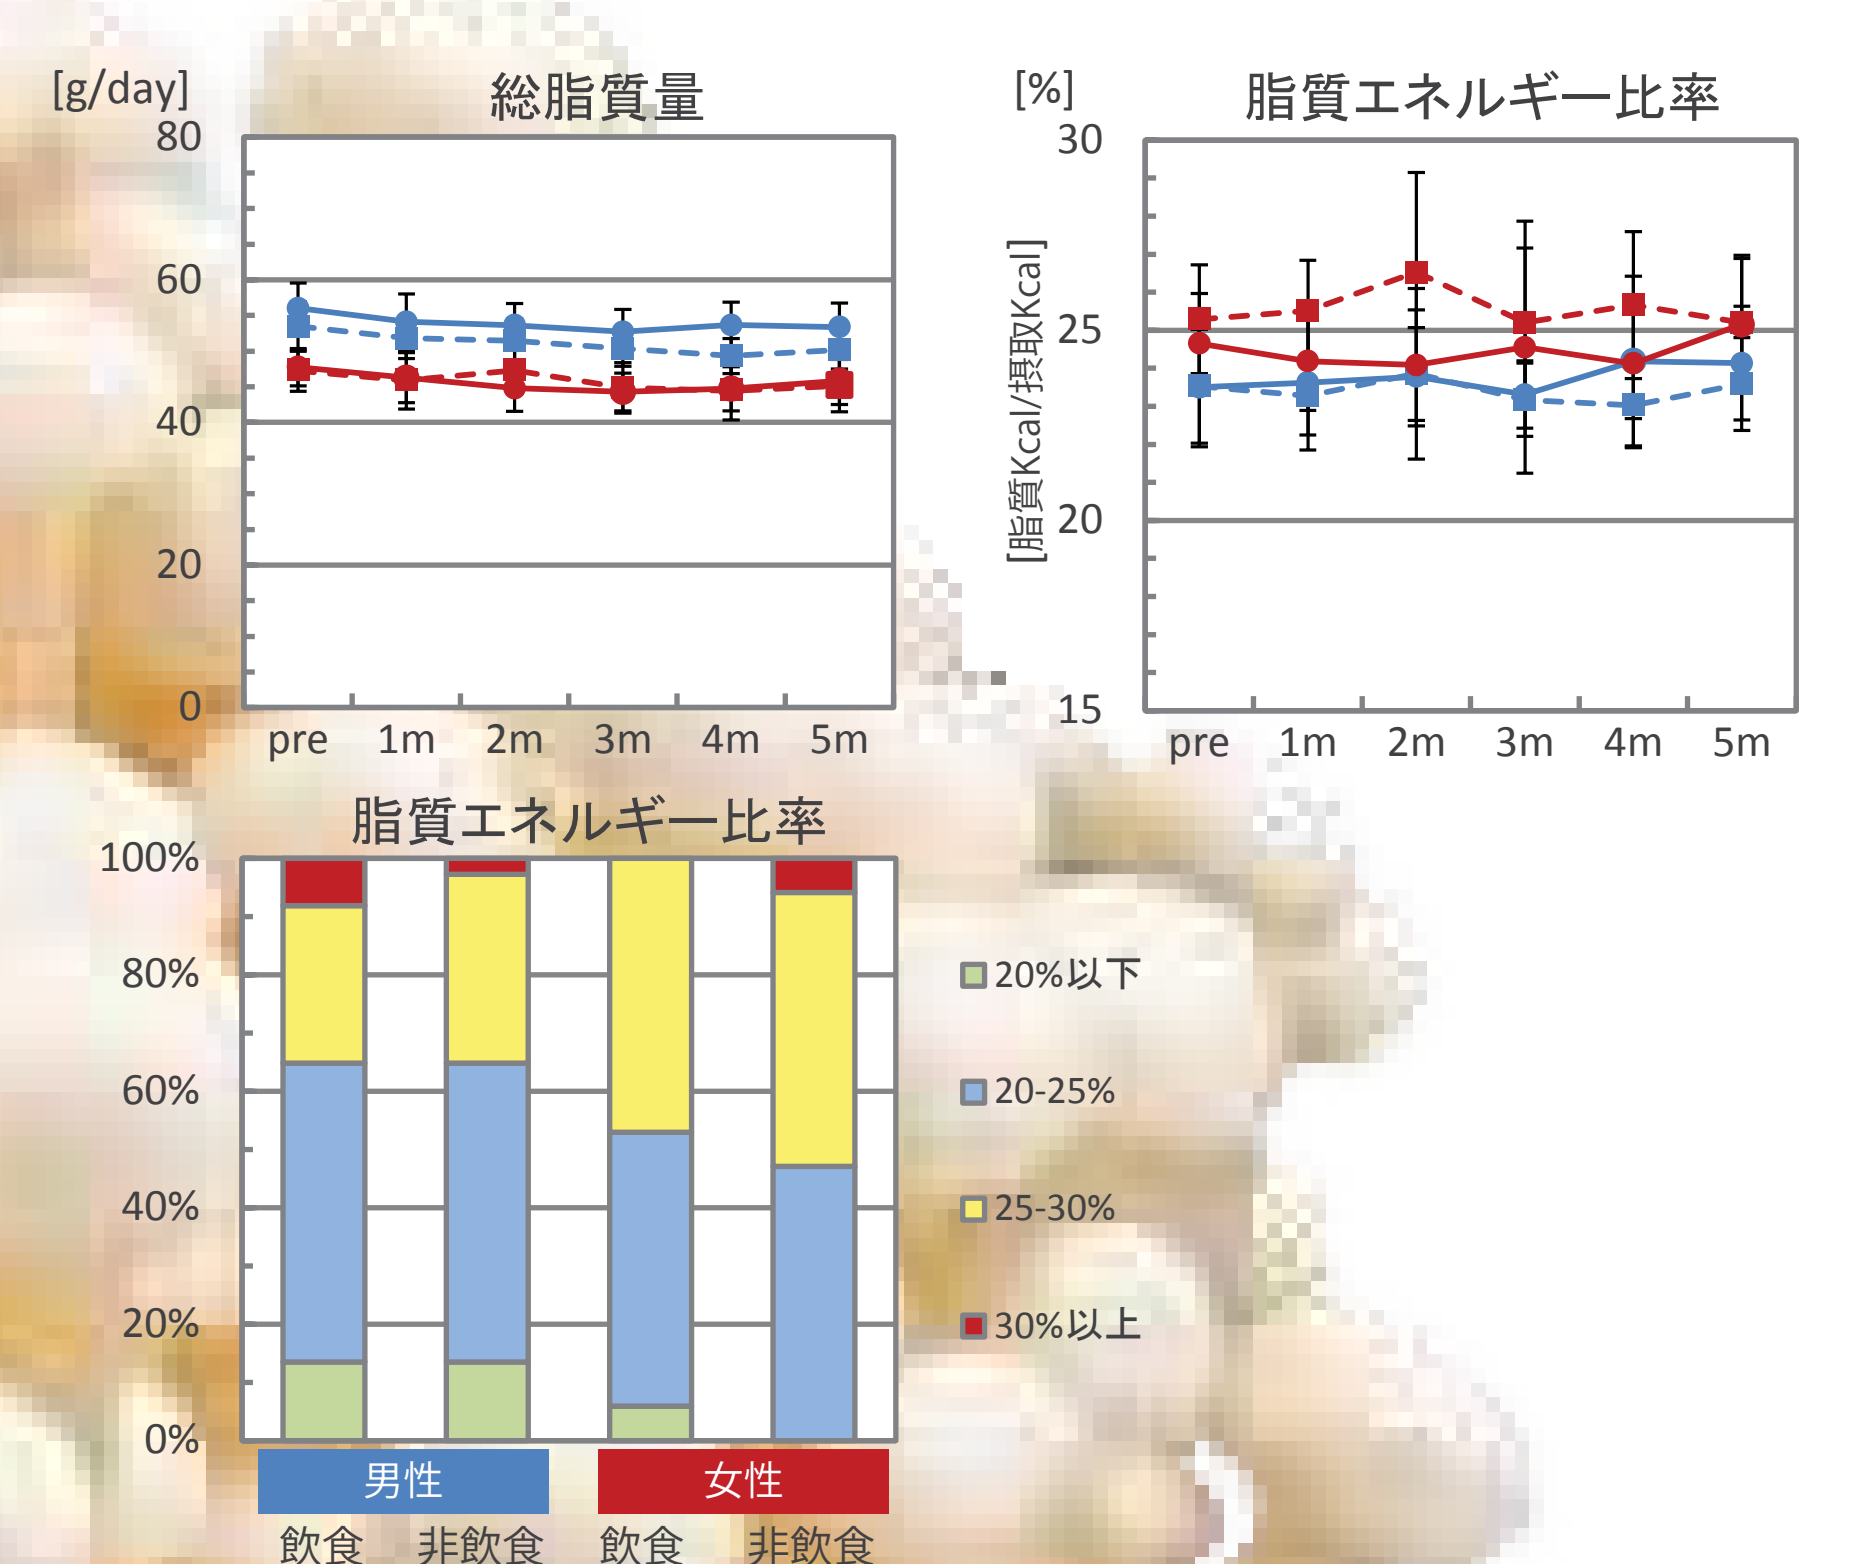 [g/day]
総脂質量
80
60
40
20
0
pre 1m 2m 3m 4m 5m
[%]
脂質エネルギー比率
[脂質Kcal/摂取Kcal]
30
25
20
15
pre 1m 2m 3m 4m 5m
脂質エネルギー比率
100%
80%
60%
40%
20%
0%
20%以下
20-25%
25-30%
30%以上
男性 女性
飲食 非飲食 飲食 非飲食